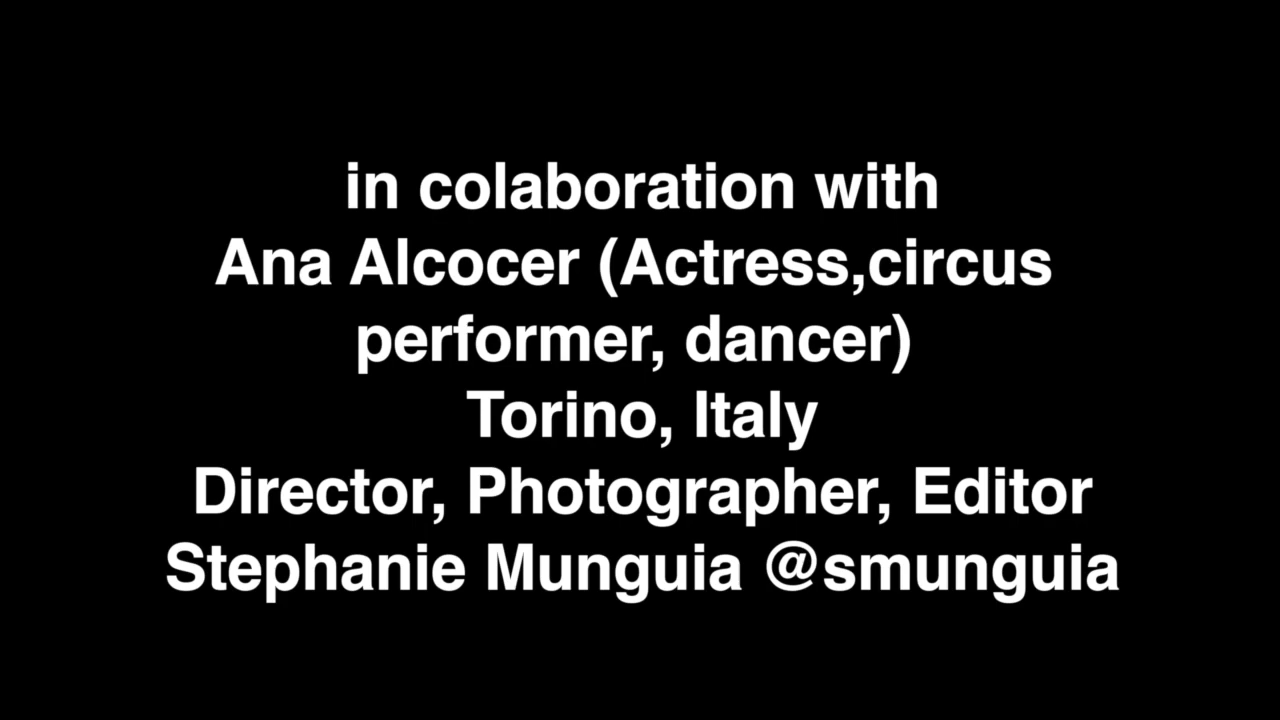 in colaboration with
Ana Alcocer (Actress,circus
performer, dancer)
Torino, Italy
Director, Photographer, Editor
Stephanie Munguia @smunguia